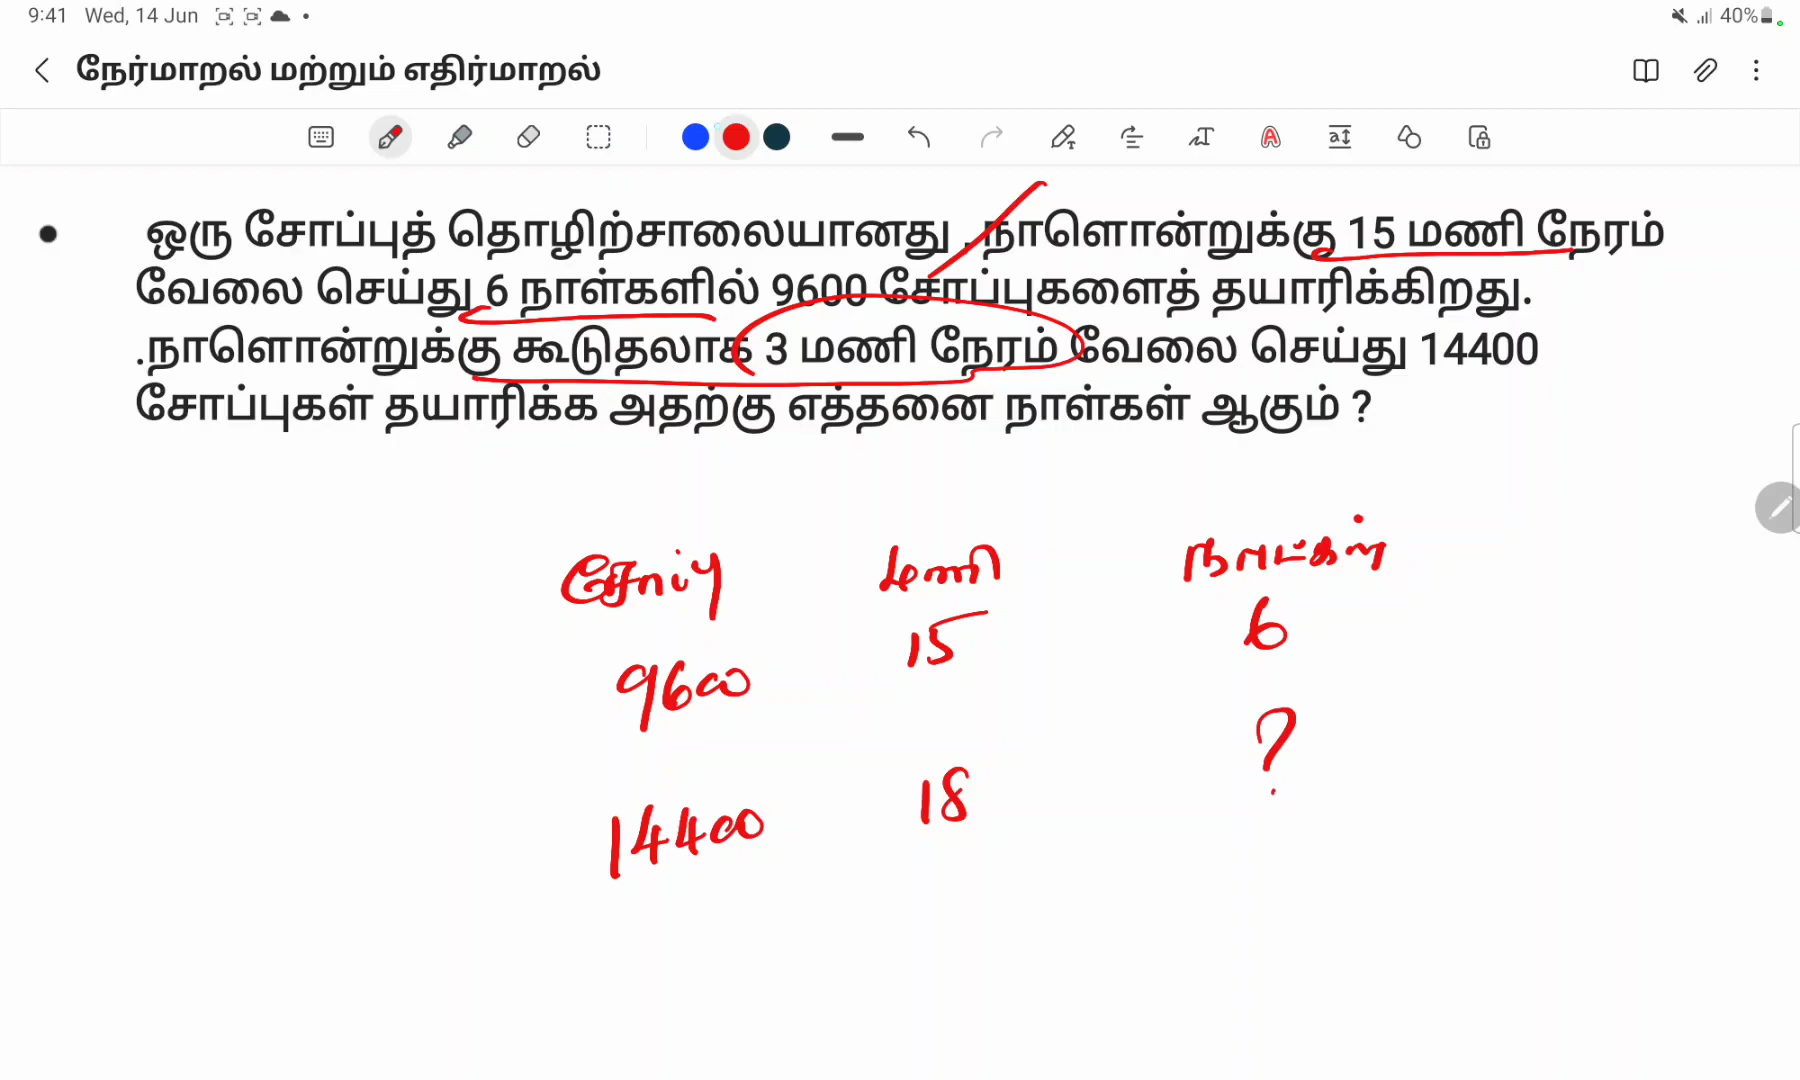 9:41 Wed, 14 Jun 40%
நேர்மாறல் மற்றும் எதிர்மாறல்
ஒரு சோப்புத் தொழிற்சாலையானது . நாளொன்றுக்கு 15 மணி நேரம்
வேலை செய்து 6 நாள்களில் 9600 சோப்புகளைத் தயாரிக்கிறது.
.நாளொன்றுக்கு கூடுதலாக 3 மணி நேரம் வேலை செய்து 14400
சோப்புகள் தயாரிக்க அதற்கு எத்தனை நாள்கள் ஆகும் ?
சோப்பு மணி நாட்கள்
9600 15 6
14400 18 ?